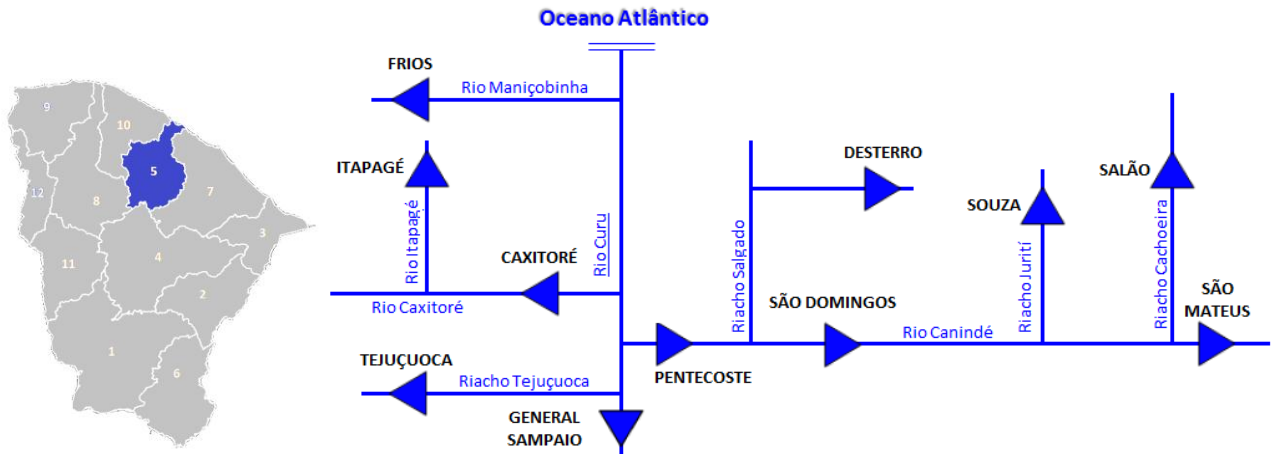 Oceano Atlântico
FRIOS
Rio Maniçobinha
ITAPAGÉ
Rio Itapagé
CAXITORÉ
Rio Caxitoré
Rio Curu
TEJUÇUOCA
Riacho Tejuçuoca
GENERAL
SAMPAIO
PENTECOSTE
Riacho Salgado
DESTERRO
SÃO DOMINGOS
Rio Canindé
SOUZA
Riacho Jurití
SALÃO
Riacho Cachoeira
SÃO
MATEUS
9
10
5
12
8
7
3
4
11
2
1
6